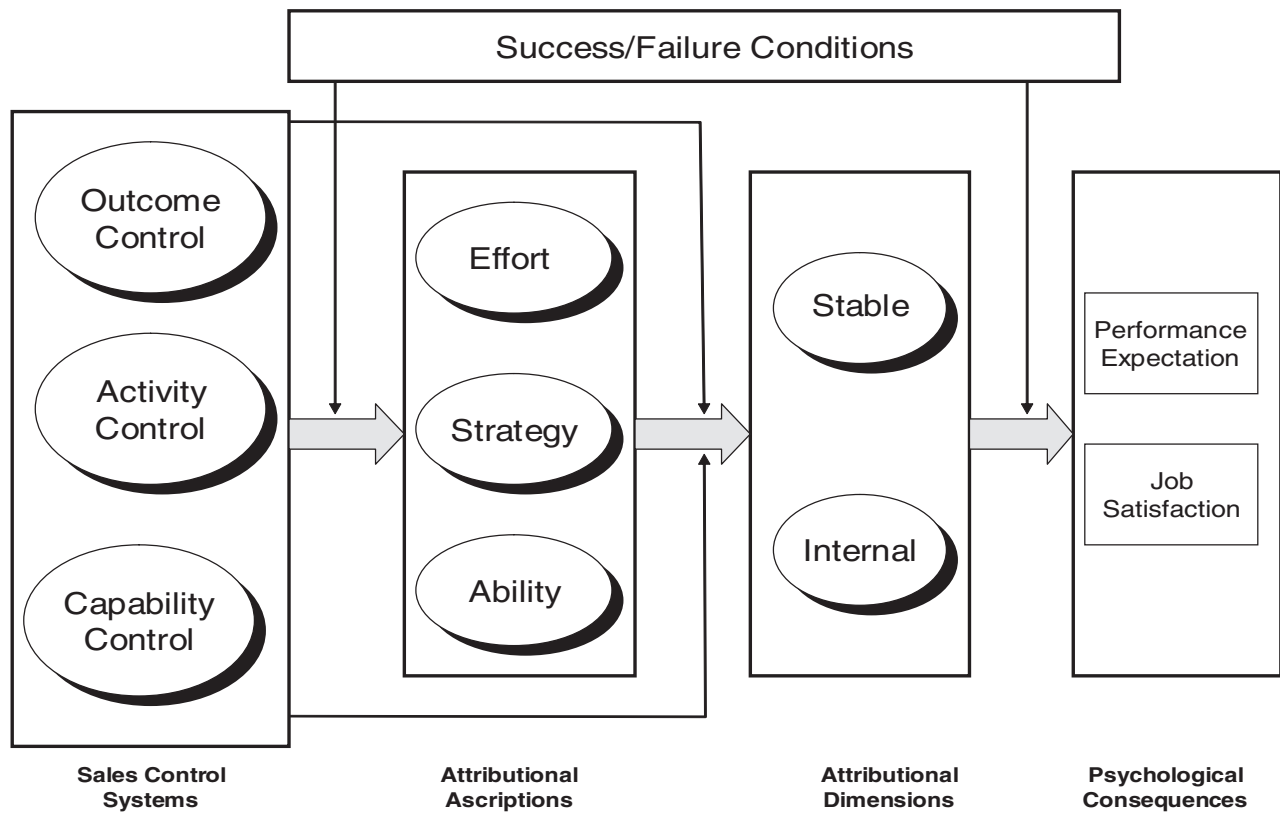 Success/Failure Conditions
Outcome
Control
Activity
Control
Capability
Control
Effort
Strategy
Ability
Stable
Internal
Performance
Expectation
Job
Satisfaction
Sales Control
Systems
Attributional
Ascriptions
Attributional
Dimensions
Psychological
Consequences